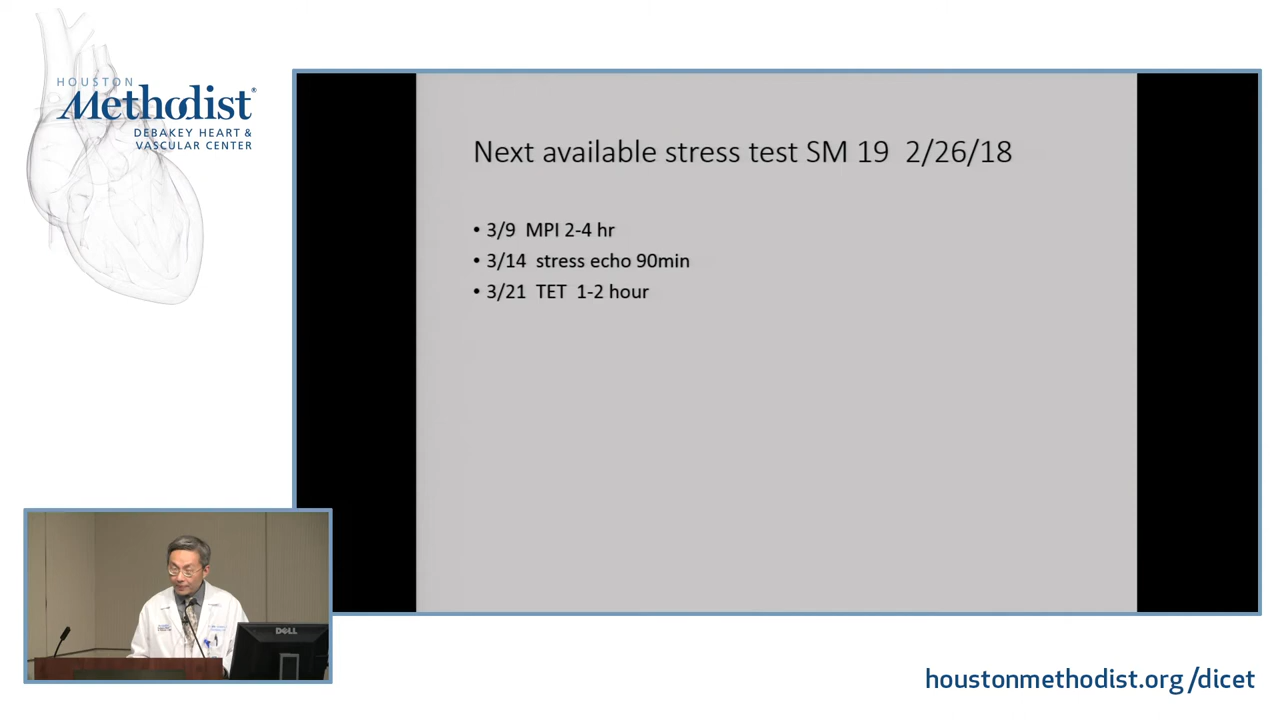 HOUSTON
Methodist®
DEBAKEY HEART &
VASCULAR CENTER
Next available stress test SM 19 2/26/18
• 3/9 MPI 2-4 hr
• 3/14 stress echo 90min
• 3/21 TET 1-2 hour
DELL
houstonmethodist.org/dicet